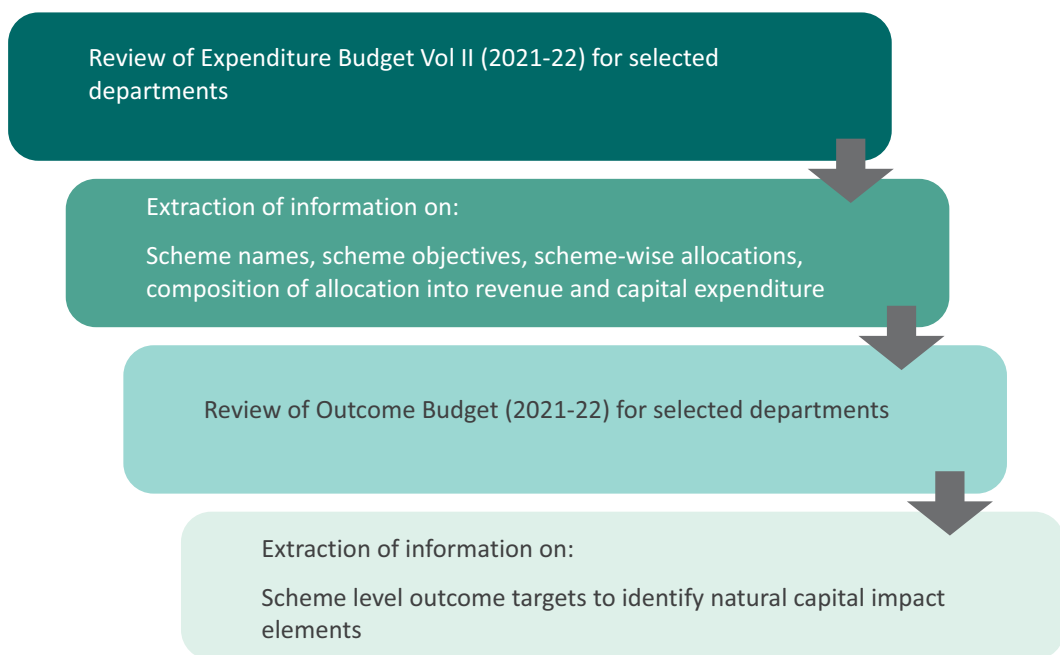 Review of Expenditure Budget Vol II (2021-22) for selected
departments
Extraction of information on:
Scheme names, scheme objectives, scheme-wise allocations,
composition of allocation into revenue and capital expenditure
Review of Outcome Budget (2021-22) for selected departments
Extraction of information on:
Scheme level outcome targets to identify natural capital impact
elements